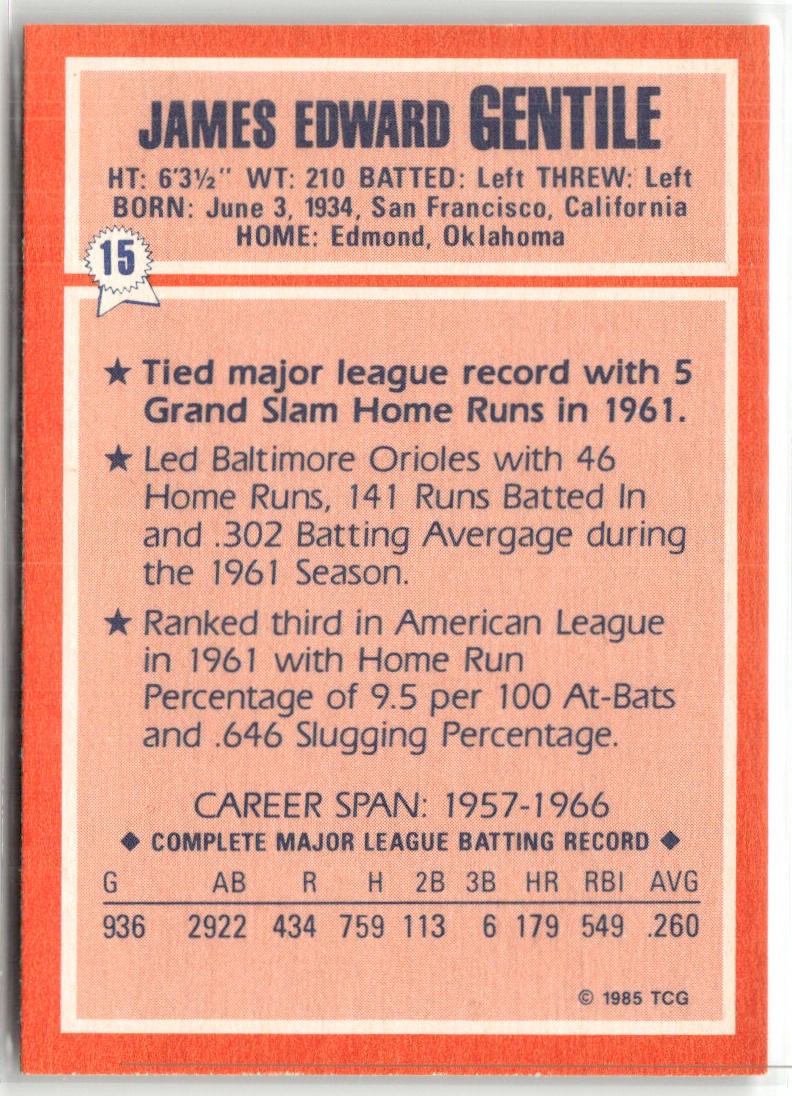 JAMES EDWARD GENTILE
HT: 6'3½" WT: 210 BATTED: Left THREW: Left
BORN: June 3, 1934, San Francisco, California
HOME: Edmond, Oklahoma
15
★ Tied major league record with 5
Grand Slam Home Runs in 1961.
★ Led Baltimore Orioles with 46
Home Runs, 141 Runs Batted In
and .302 Batting Avergage during
the 1961 Season.
★ Ranked third in American League
in 1961 with Home Run
Percentage of 9.5 per 100 At-Bats
and .646 Slugging Percentage.
CAREER SPAN: 1957-1966
◆ COMPLETE MAJOR LEAGUE BATTING RECORD ◆
G AB R H 2B 3B HR RBI AVG
936 2922 434 759 113 6 179 549 .260
© 1985 TCG